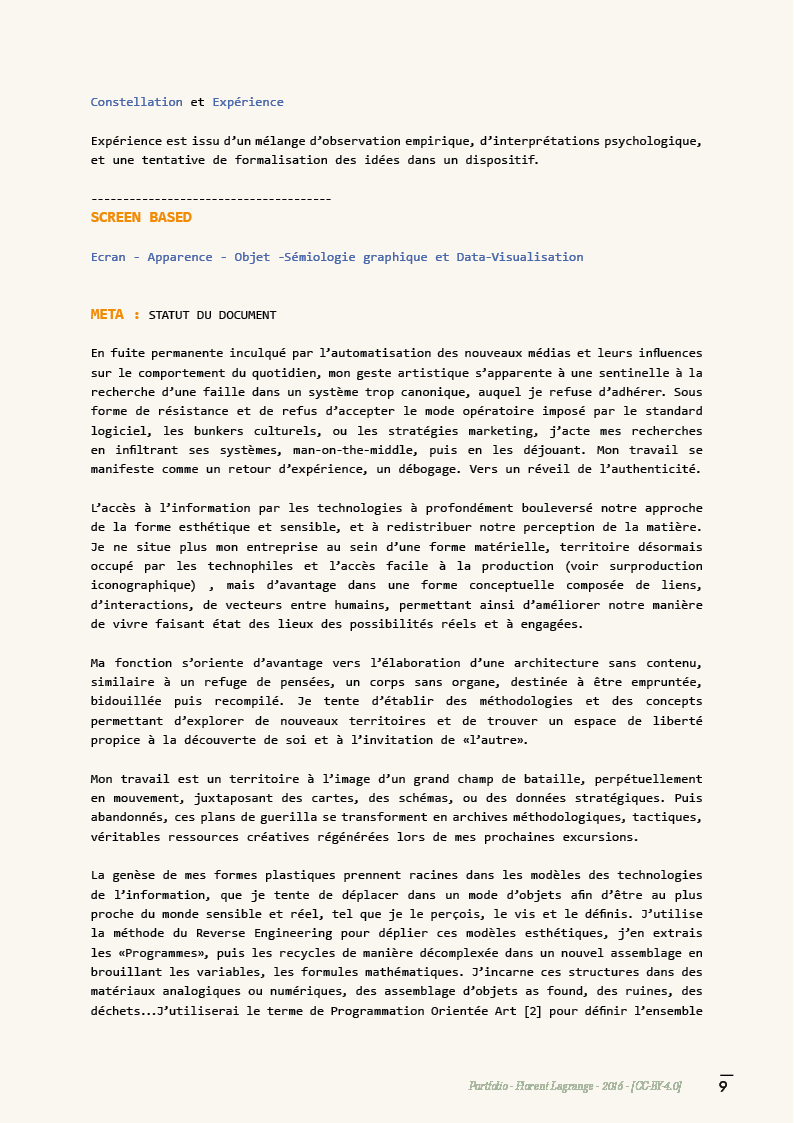 Constellation et Expérience
Expérience est issu d’un mélange d’observation empirique, d’interprétations psychologique,
et une tentative de formalisation des idées dans un dispositif.
--------------------------------------
SCREEN BASED
Ecran - Apparence - Objet -Sémiologie graphique et Data-Visualisation
META : STATUT DU DOCUMENT
En fuite permanente inculqué par l’automatisation des nouveaux médias et leurs influences
sur le comportement du quotidien, mon geste artistique s’apparente à une sentinelle à la
recherche d’une faille dans un système trop canonique, auquel je refuse d’adhérer. Sous
forme de résistance et de refus d’accepter le mode opératoire imposé par le standard
logiciel, les bunkers culturels, ou les stratégies marketing, j’acte mes recherches
en infiltrant ses systèmes, man-on-the-middle, puis en les déjouant. Mon travail se
manifeste comme un retour d’expérience, un débogage. Vers un réveil de l’authenticité.
L’accès à l’information par les technologies à profondément bouleversé notre approche
de la forme esthétique et sensible, et à redistribuer notre perception de la matière.
Je ne situe plus mon entreprise au sein d’une forme matérielle, territoire désormais
occupé par les technophiles et l’accès facile à la production (voir surproduction
iconographique) , mais d’avantage dans une forme conceptuelle composée de liens,
d’interactions, de vecteurs entre humains, permettant ainsi d’améliorer notre manière
de vivre faisant état des lieux des possibilités réels et à engagées.
Ma fonction s’oriente d’avantage vers l’élaboration d’une architecture sans contenu,
similaire à un refuge de pensées, un corps sans organe, destinée à être empruntée,
bidouillée puis recompilé. Je tente d’établir des méthodologies et des concepts
permettant d’explorer de nouveaux territoires et de trouver un espace de liberté
propice à la découverte de soi et à l’invitation de «l’autre».
Mon travail est un territoire à l’image d’un grand champ de bataille, perpétuellement
en mouvement, juxtaposant des cartes, des schémas, ou des données stratégiques. Puis
abandonnés, ces plans de guerilla se transforment en archives méthodologiques, tactiques,
véritables ressources créatives régénérées lors de mes prochaines excursions.
La genèse de mes formes plastiques prennent racines dans les modèles des technologies
de l’information, que je tente de déplacer dans un mode d’objets afin d’être au plus
proche du monde sensible et réel, tel que je le perçois, le vis et le définis. J’utilise
la méthode du Reverse Engineering pour déplier ces modèles esthétiques, j’en extrais
les «Programmes», puis les recycles de manière décomplexée dans un nouvel assemblage en
brouillant les variables, les formules mathématiques. J’incarne ces structures dans des
matériaux analogiques ou numériques, des assemblage d’objets as found, des ruines, des
déchets...J’utiliserai le terme de Programmation Orientée Art [2] pour définir l’ensemble
Portfolio - Florent Lagrange - 2016 - [CC-BY-4.0]
9